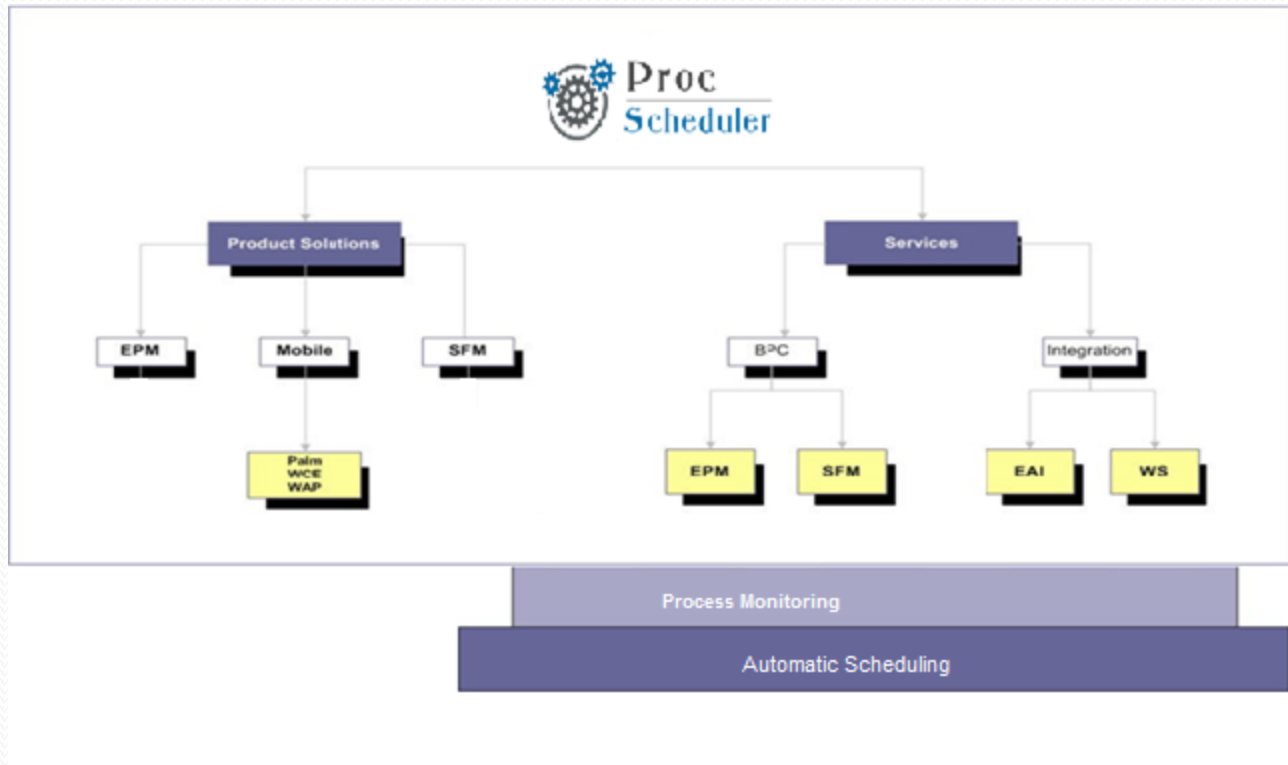 Proc
Scheduler
Product Solutions
Services
EPM
Mobile
SFM
BPC
Integration
Palm
WCE
WAP
EPM
SFM
EAI
WS
Process Monitoring
Automatic Scheduling